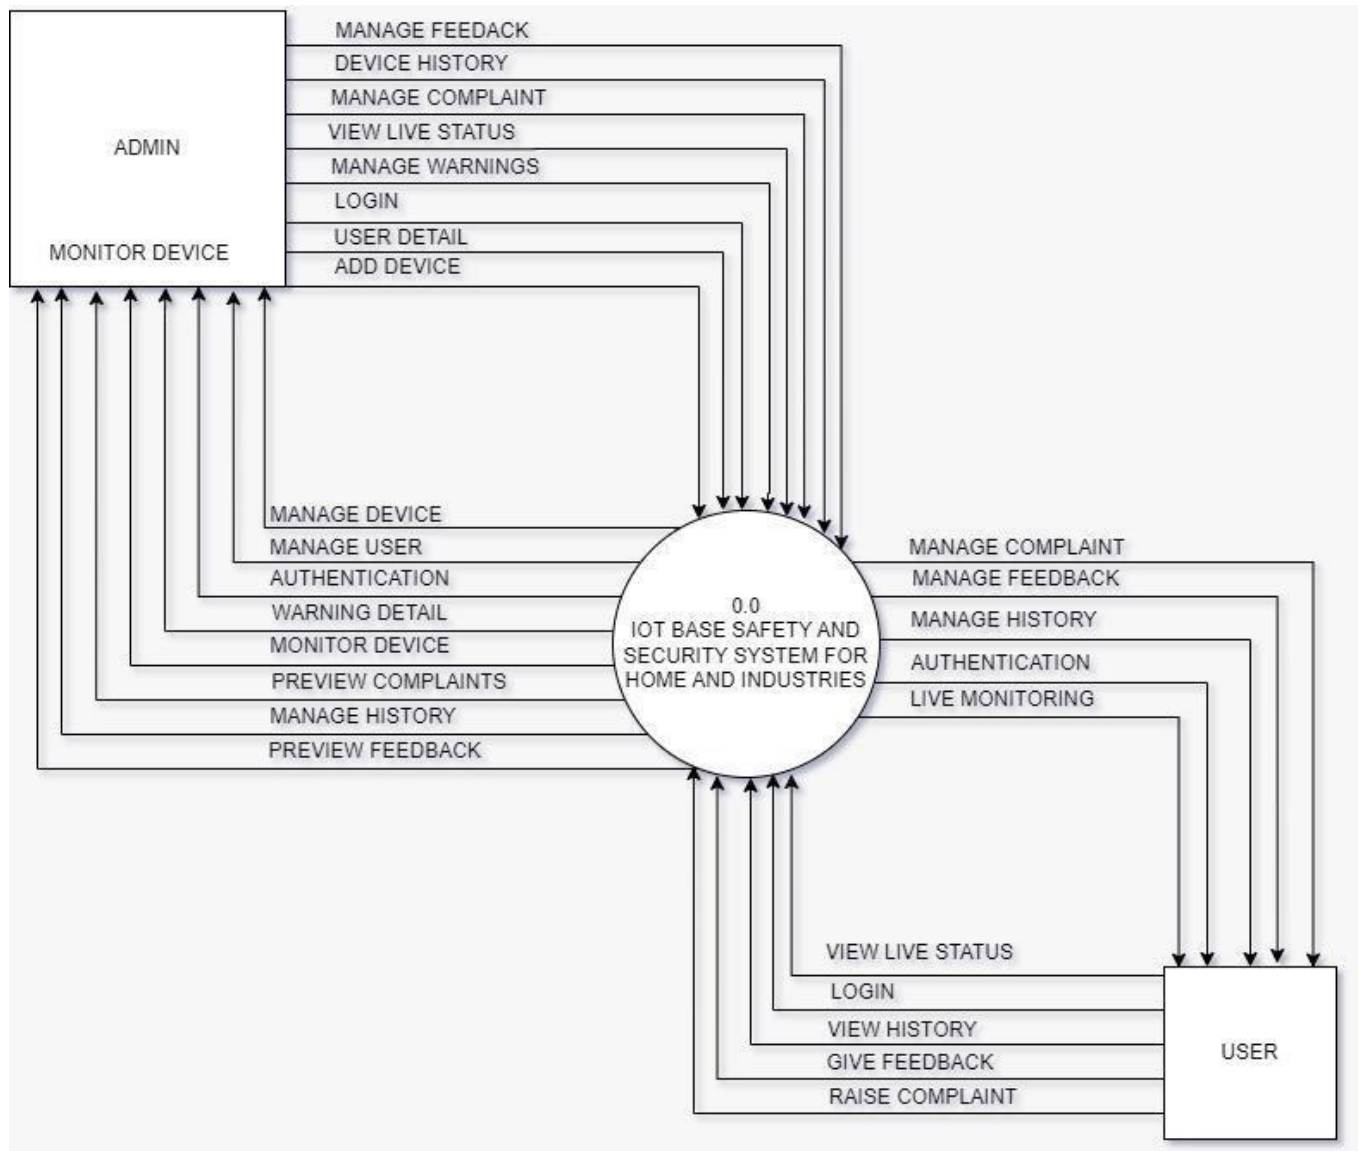 MANAGE FEEDACK
DEVICE HISTORY
MANAGE COMPLAINT
VIEW LIVE STATUS
MANAGE WARNINGS
LOGIN
USER DETAIL
ADD DEVICE
ADMIN
MONITOR DEVICE
MANAGE DEVICE
MANAGE USER
AUTHENTICATION
WARNING DETAIL
MONITOR DEVICE
PREVIEW COMPLAINTS
MANAGE HISTORY
PREVIEW FEEDBACK
0.0
IOT BASE SAFETY AND
SECURITY SYSTEM FOR
HOME AND INDUSTRIES
MANAGE COMPLAINT
MANAGE FEEDBACK
MANAGE HISTORY
AUTHENTICATION
LIVE MONITORING
VIEW LIVE STATUS
LOGIN
VIEW HISTORY
GIVE FEEDBACK
RAISE COMPLAINT
USER